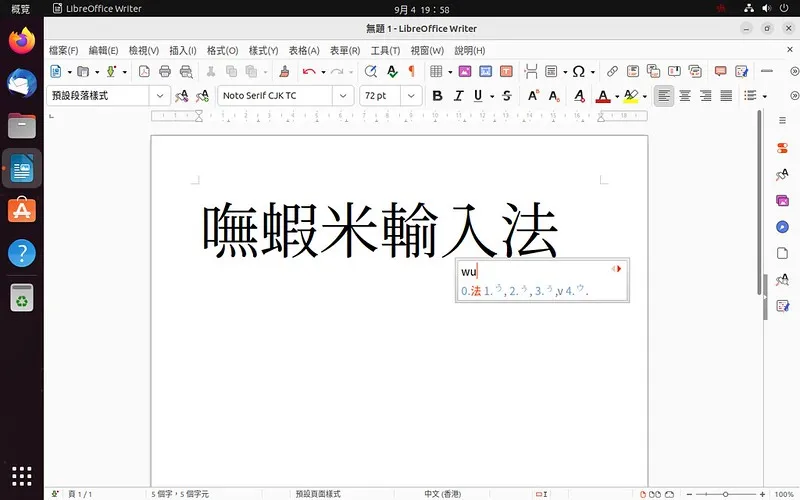 概覽 LibreOffice Writer 9月4 19：58
無題 1 - LibreOffice Writer
檔案(F) 編輯(E) 檢視(V) 插入(I) 格式(O) 樣式(Y) 表格(A) 表單(R) 工具(T) 視窗(W) 說明(H)
預設段落樣式 Noto Serif CJK TC 72 pt B I U S
嘸蝦米輸入法
wu
0.法 1.う, 2.ぅ, 3.ぅ,v 4.ウ.
頁 1 / 1 5 個字，5 個字元 預設頁面樣式 中文 (香港) 100%